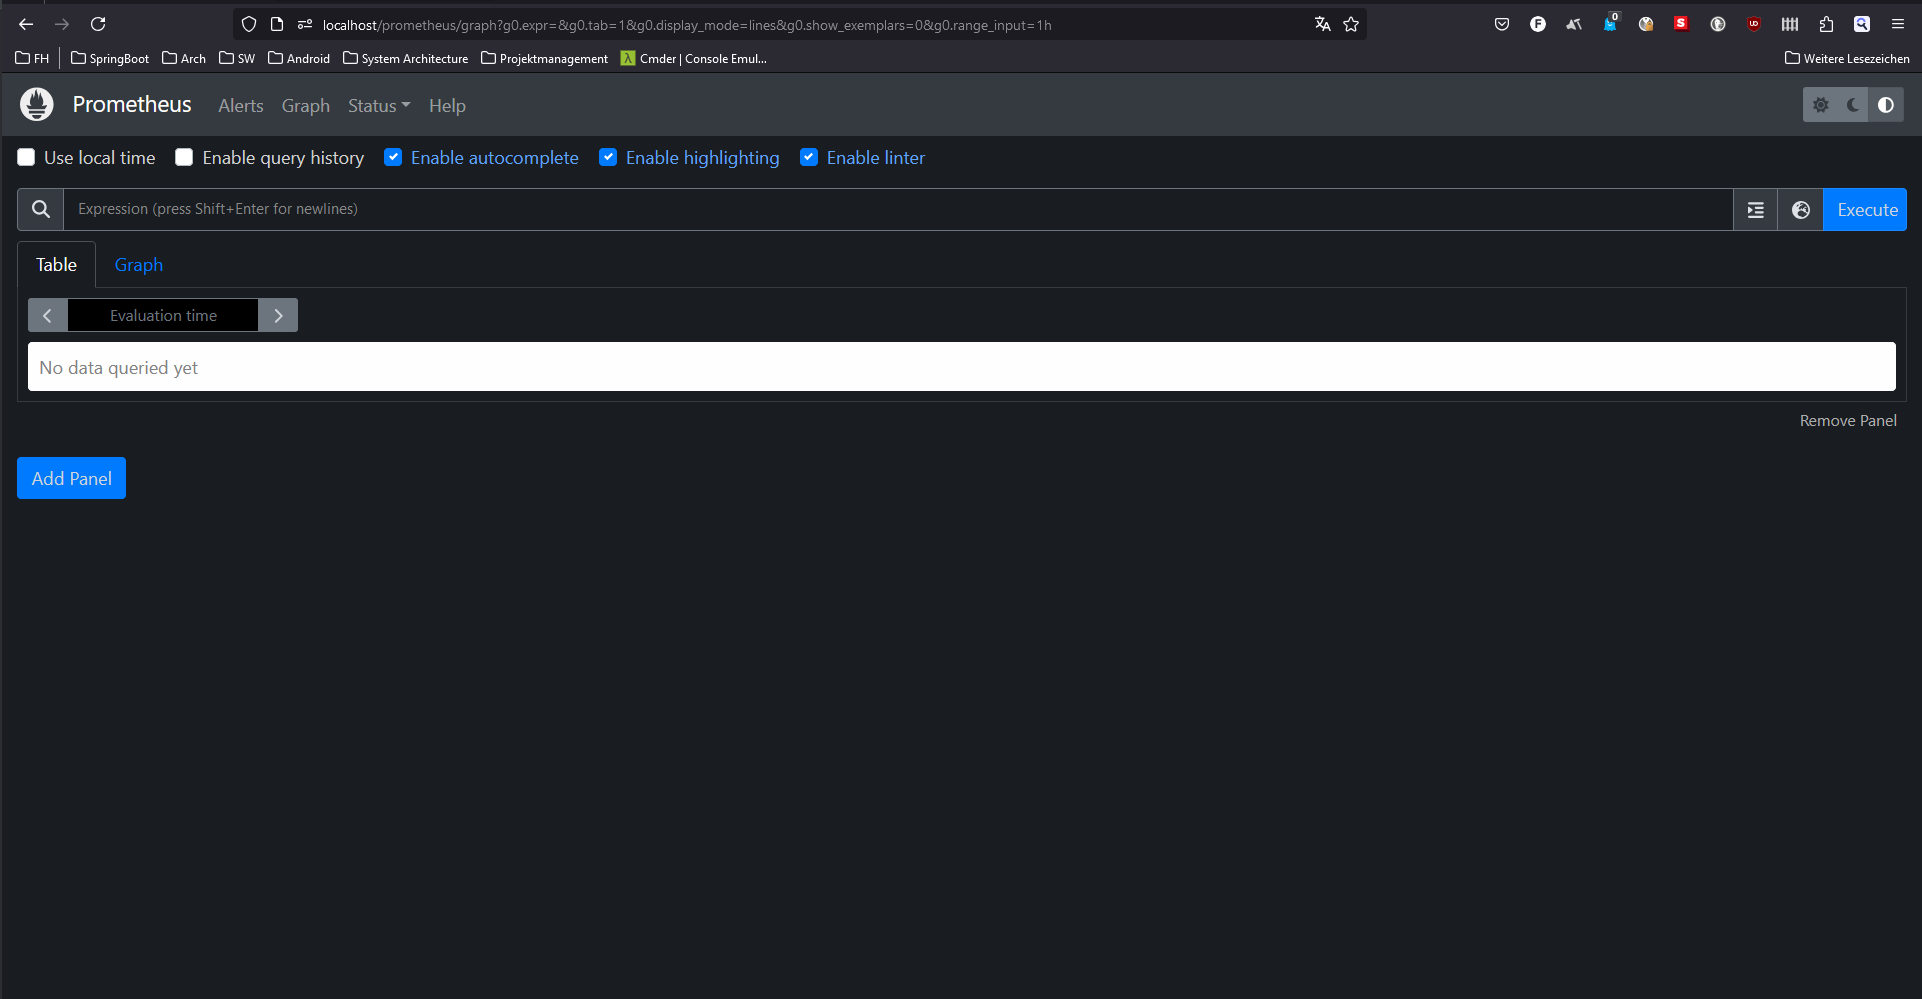 localhost/prometheus/graph?g0.expr=&g0.tab=1&g0.display_mode=lines&g0.show_exemplars=0&g0.range_input=1h
0
FH SpringBoot Arch SW Android System Architecture Projektmanagement Cmder | Console Emul... Weitere Lesezeichen
Prometheus Alerts Graph Status Help
Use local time Enable query history Enable autocomplete Enable highlighting Enable linter
Expression (press Shift+Enter for newlines) Execute
Table Graph
Evaluation time
No data queried yet
Remove Panel
Add Panel